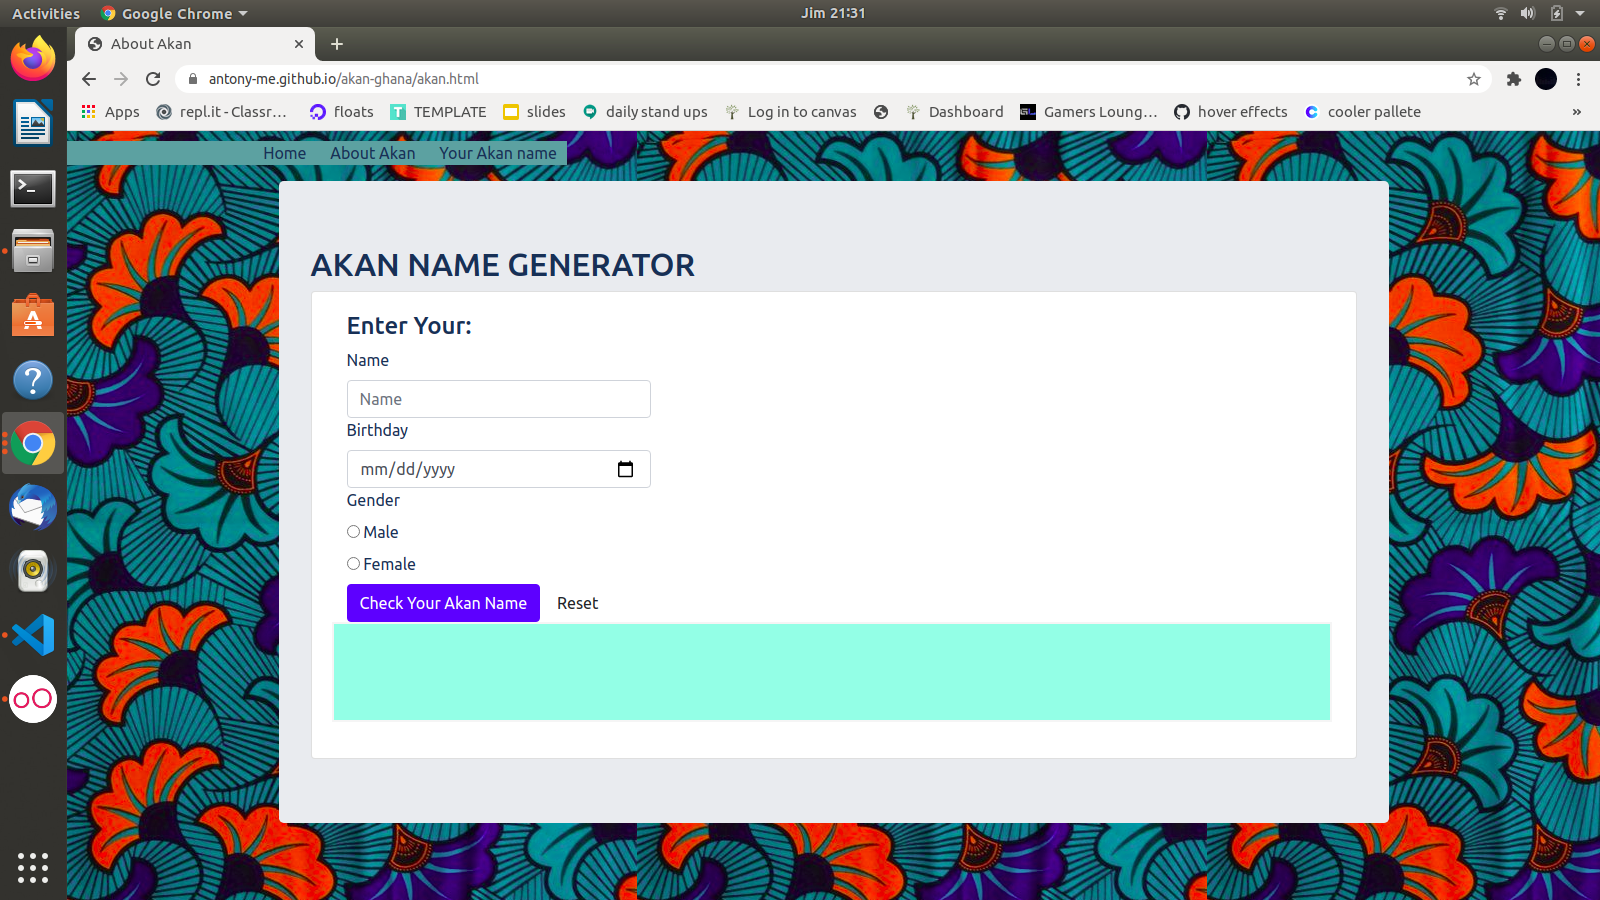 Activities
Google Chrome
Jim 21:31
About Akan
antony-me.github.io/akan-ghana/akan.html
Apps
repl.it - Classr...
floats
TEMPLATE
slides
daily stand ups
Log in to canvas
Dashboard
Gamers Loung...
hover effects
cooler pallete
»
Home
About Akan
Your Akan name
AKAN NAME GENERATOR
Enter Your:
Name
Name
Birthday
mm/dd/yyyy
Gender
Male
Female
Check Your Akan Name
Reset